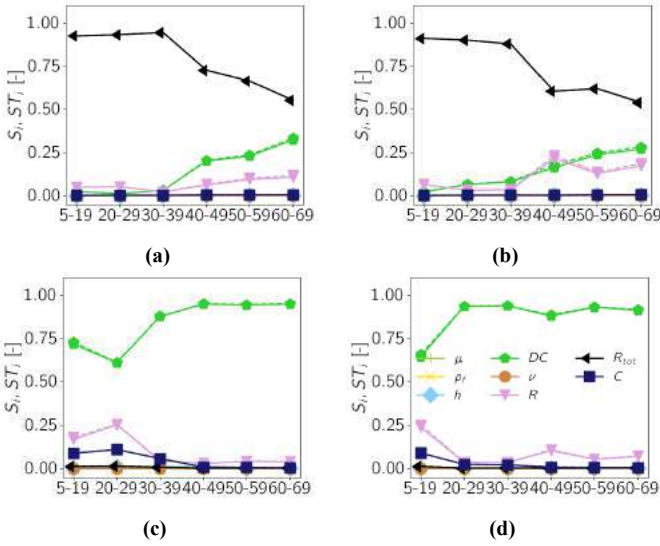 1.00
0.75
0.50
0.25
0.00
S_i, ST_i [-]
5-19 20-29 30-39 40-49 50-59 60-69
(a)
1.00
0.75
0.50
0.25
0.00
S_i, ST_i [-]
5-19 20-29 30-39 40-49 50-59 60-69
(b)
1.00
0.75
0.50
0.25
0.00
S_i, ST_i [-]
5-19 20-29 30-39 40-49 50-59 60-69
(c)
1.00
0.75
0.50
0.25
0.00
S_i, ST_i [-]
μ DC R_tot
ρ_f ν C
h R
5-19 20-29 30-39 40-49 50-59 60-69
(d)